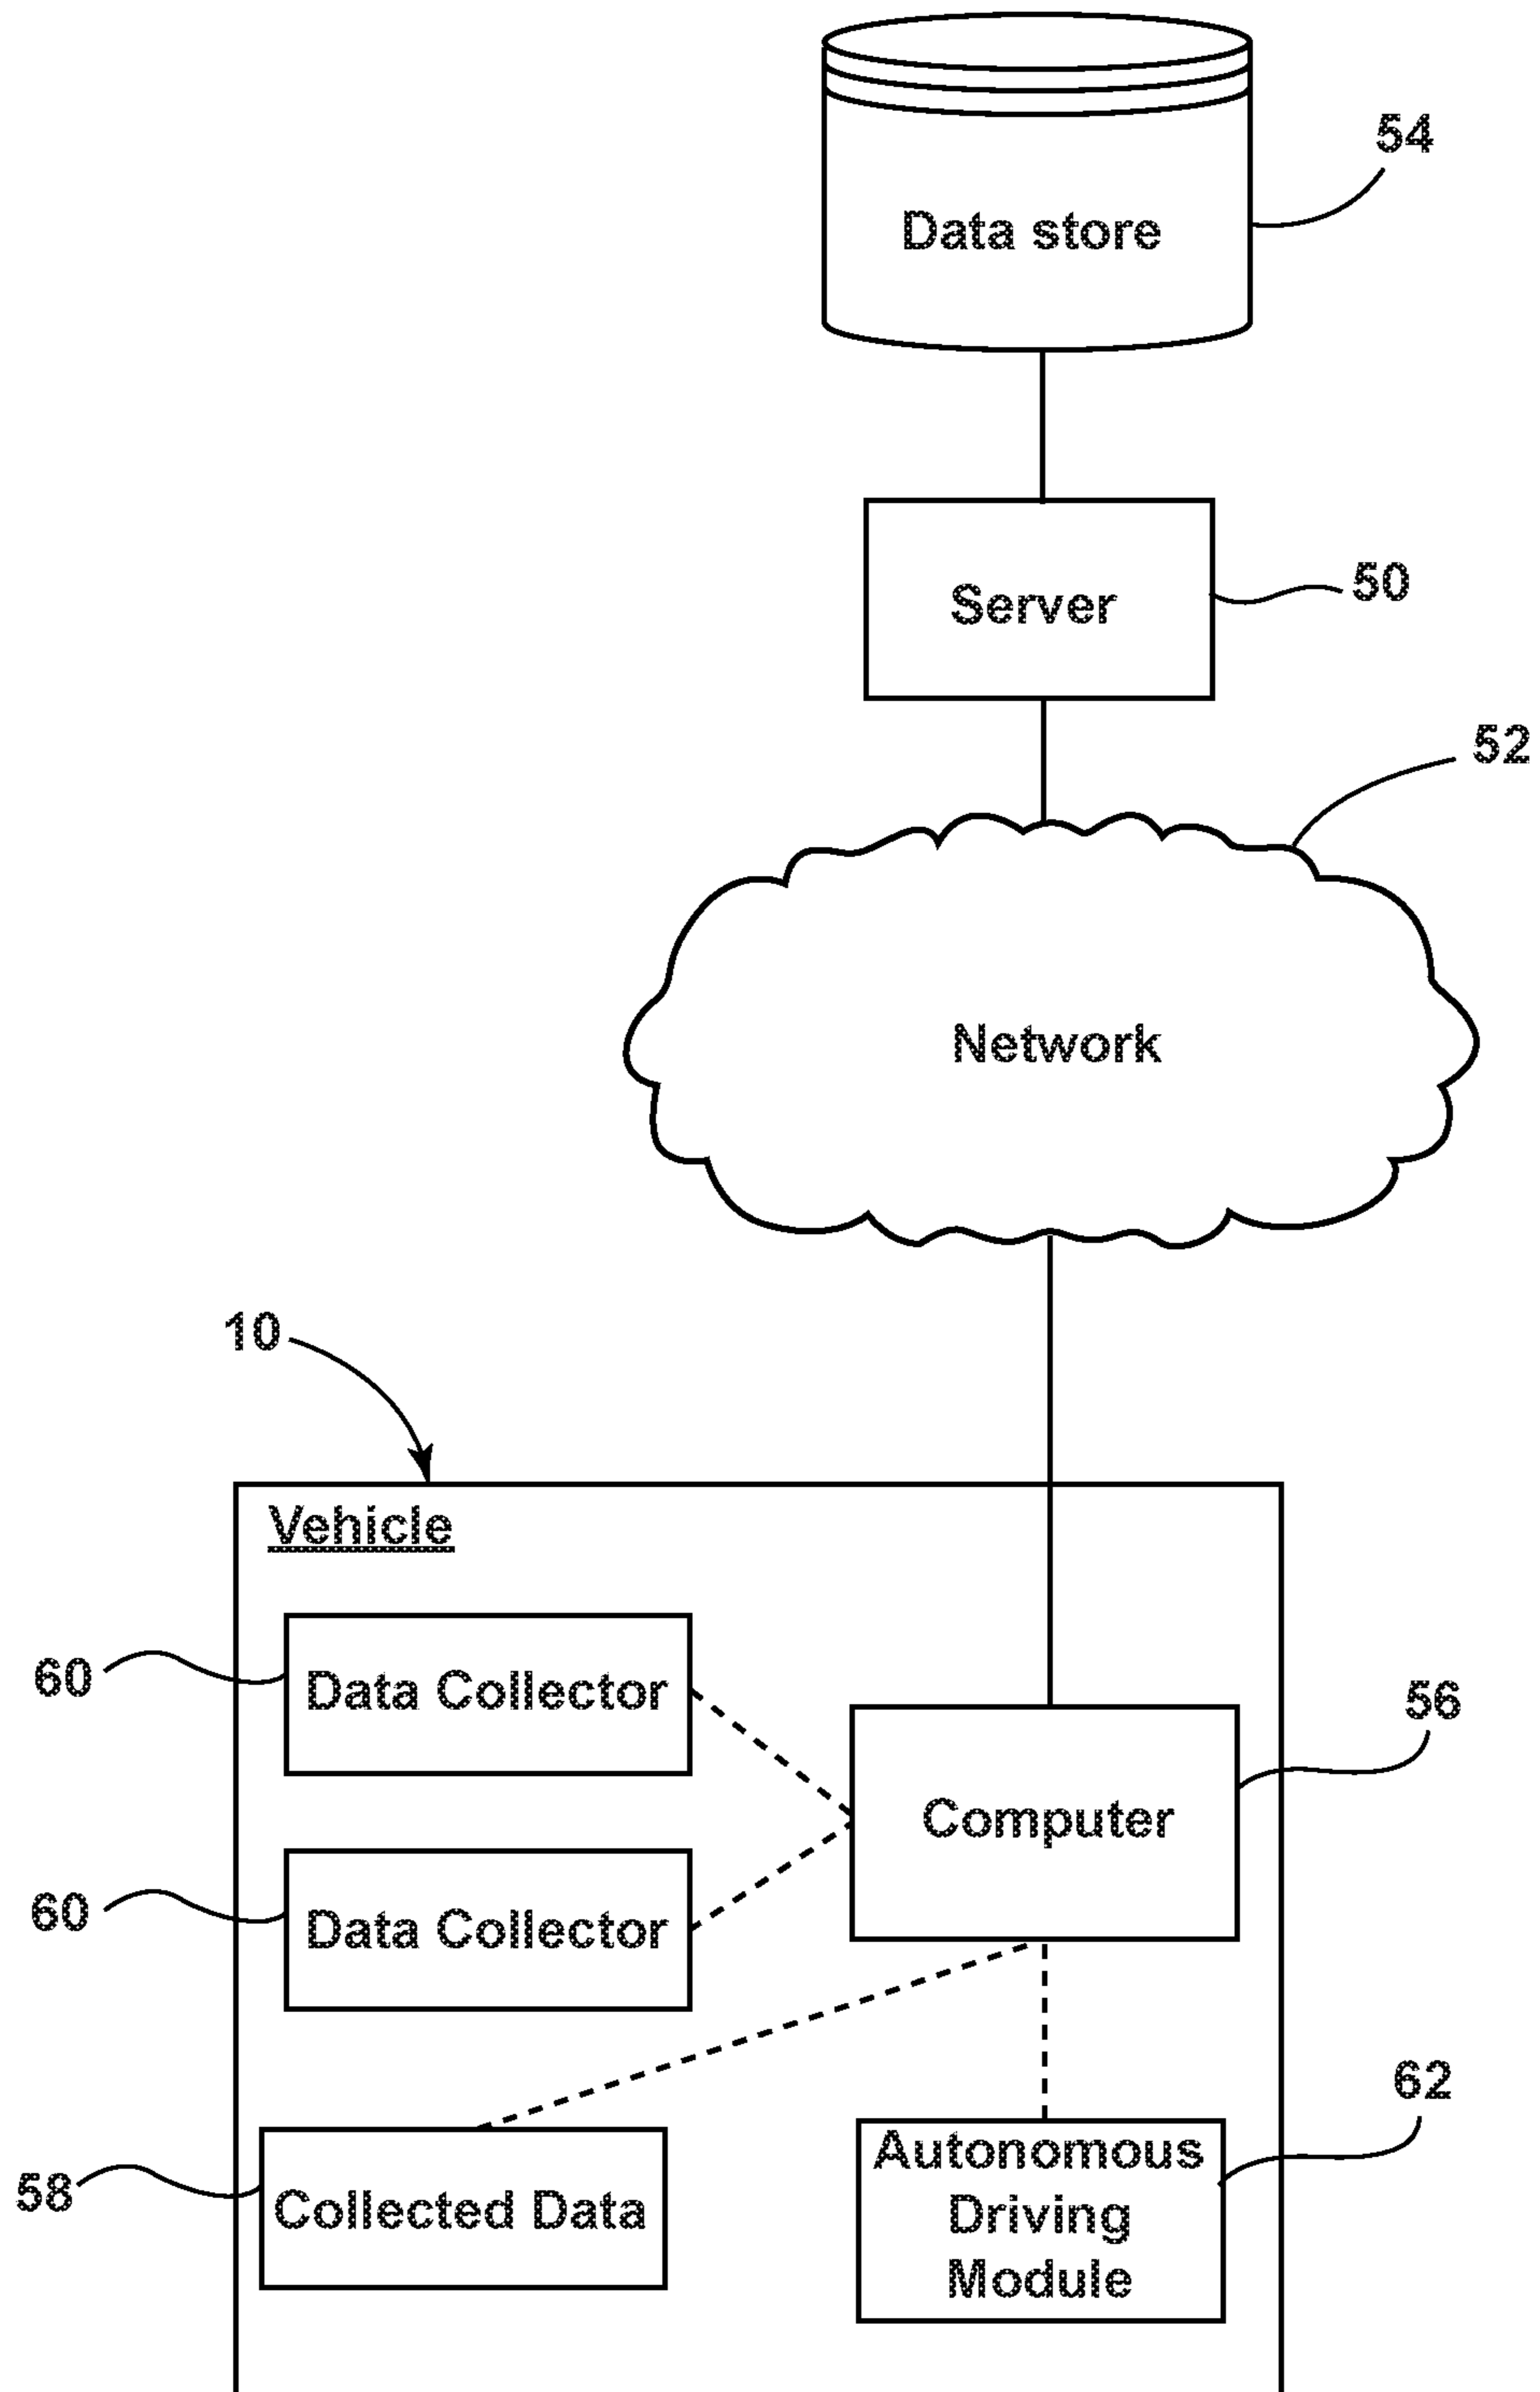 54
Data store
Server
50
52
Network
10
Vehicle
60
Data Collector
56
Computer
60
Data Collector
62
Autonomous
Driving
Module
58
Collected Data